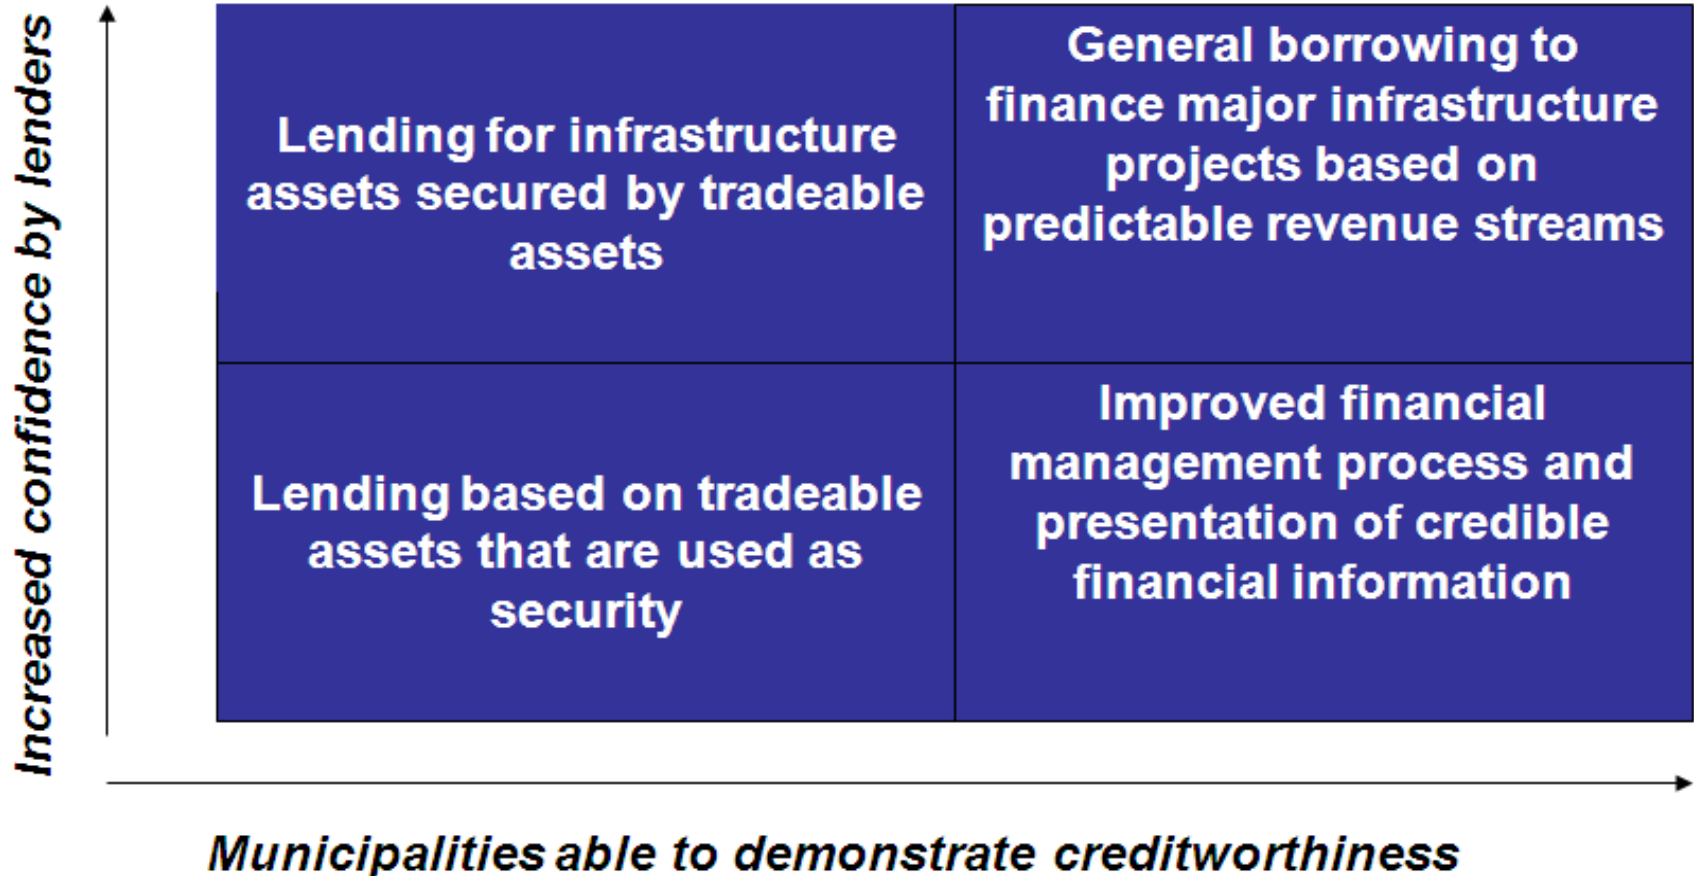 Increased confidence by lenders
Lending for infrastructure
assets secured by tradeable
assets
General borrowing to
finance major infrastructure
projects based on
predictable revenue streams
Lending based on tradeable
assets that are used as
security
Improved financial
management process and
presentation of credible
financial information
Municipalities able to demonstrate creditworthiness